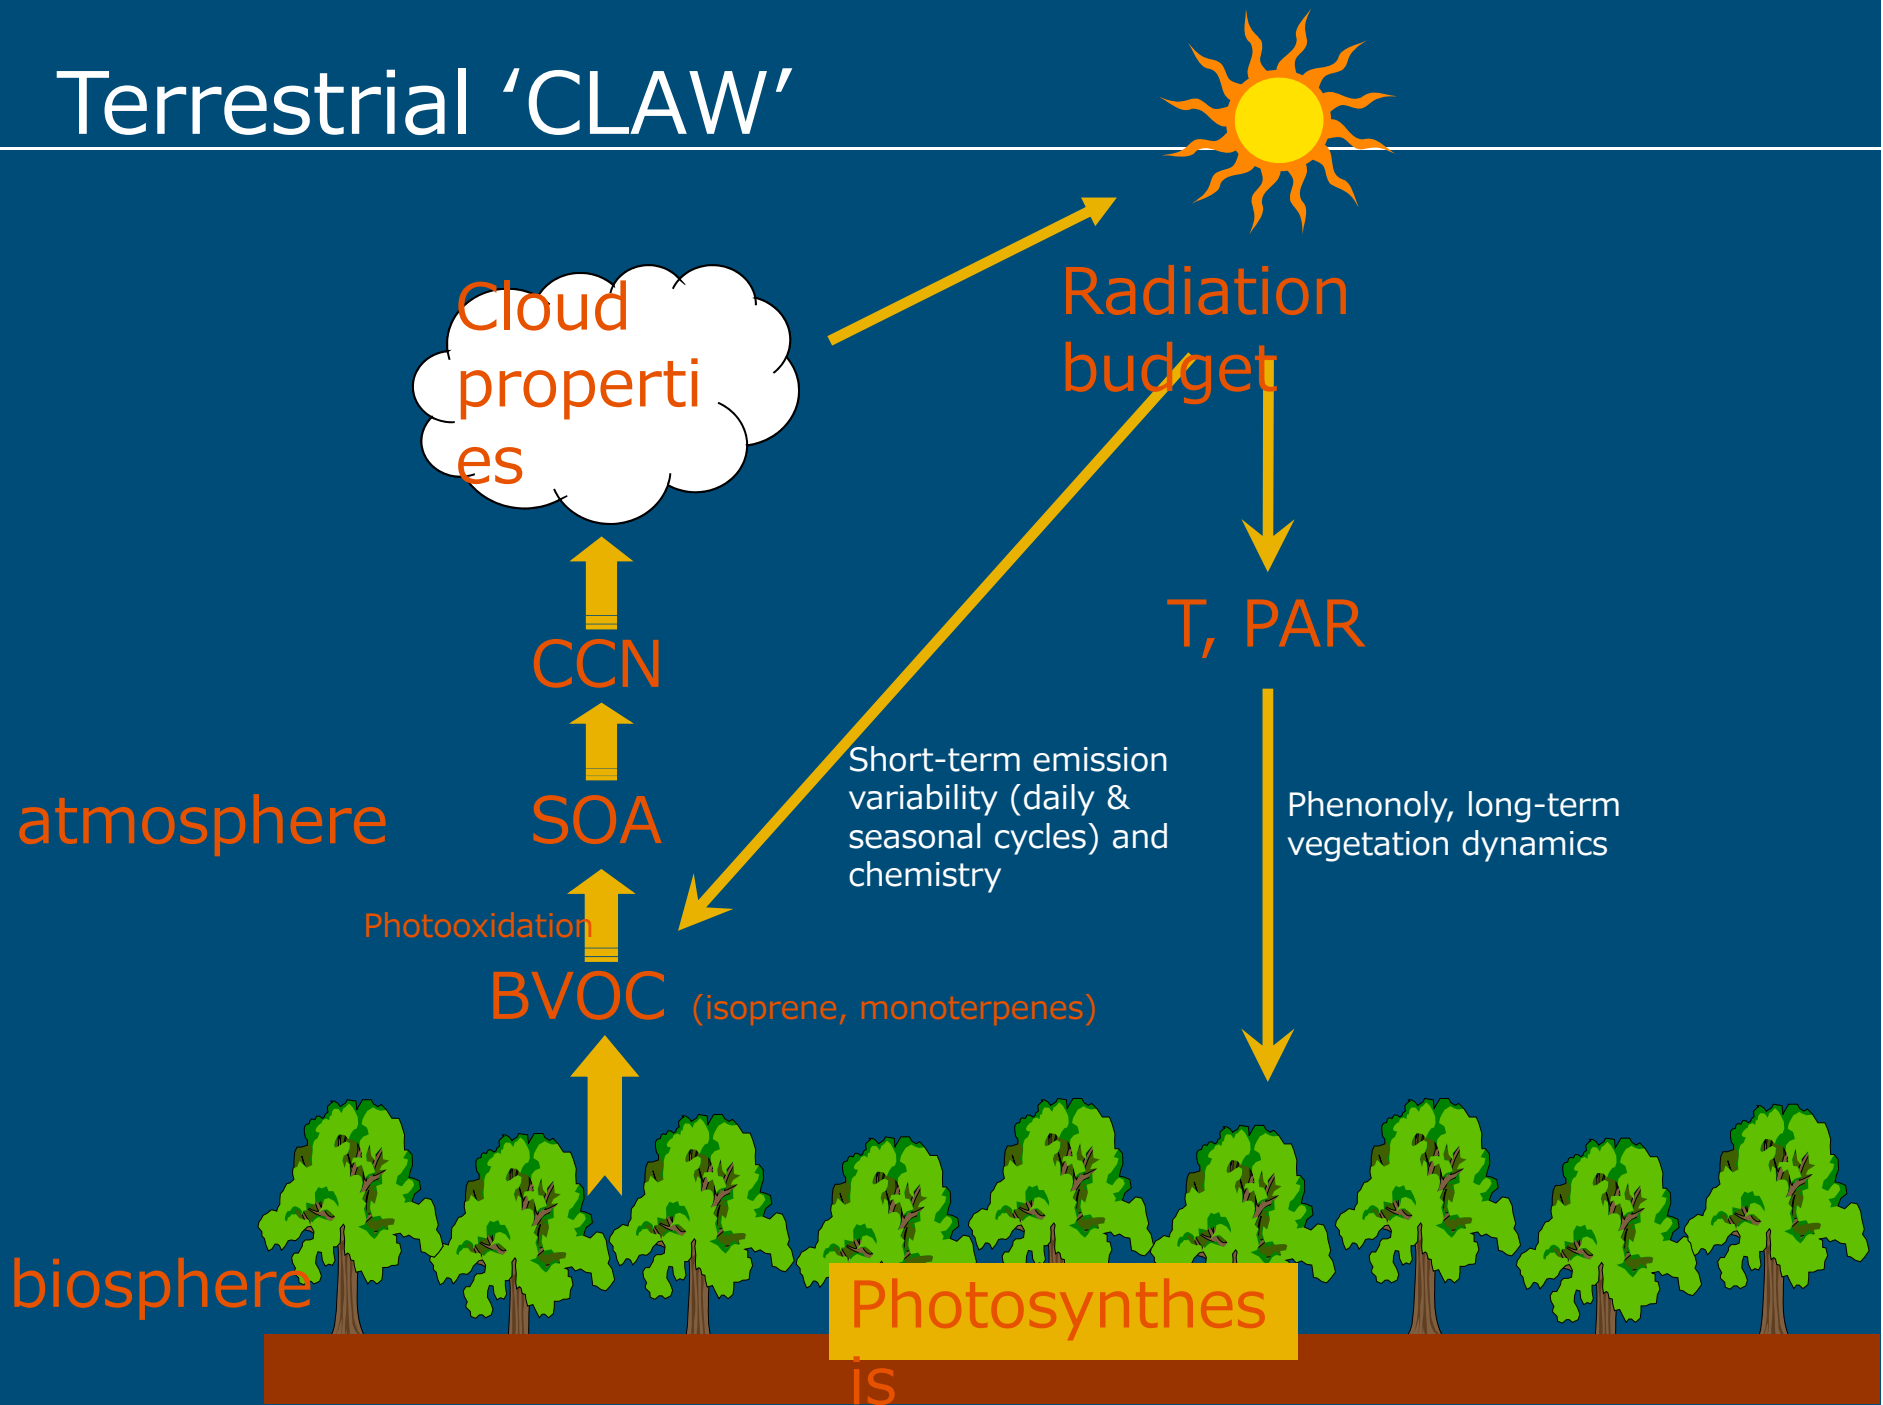 Terrestrial ‘CLAW’
Cloud
properti
es
Radiation
budget
CCN
T, PAR
Short-term emission
variability (daily &
seasonal cycles) and
chemistry
Phenonoly, long-term
vegetation dynamics
atmosphere
SOA
Photooxidation
BVOC (isoprene, monoterpenes)
biosphere
Photosynthes
is